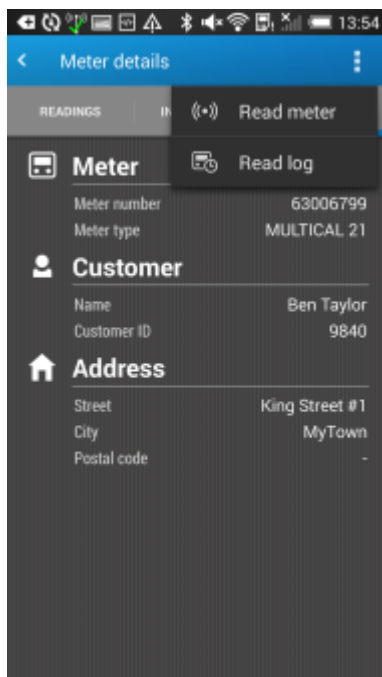 13:54
Meter details
READINGS
Read meter
Read log
Meter
Meter number 63006799
Meter type MULTICAL 21
Customer
Name Ben Taylor
Customer ID 9840
Address
Street King Street #1
City MyTown
Postal code -